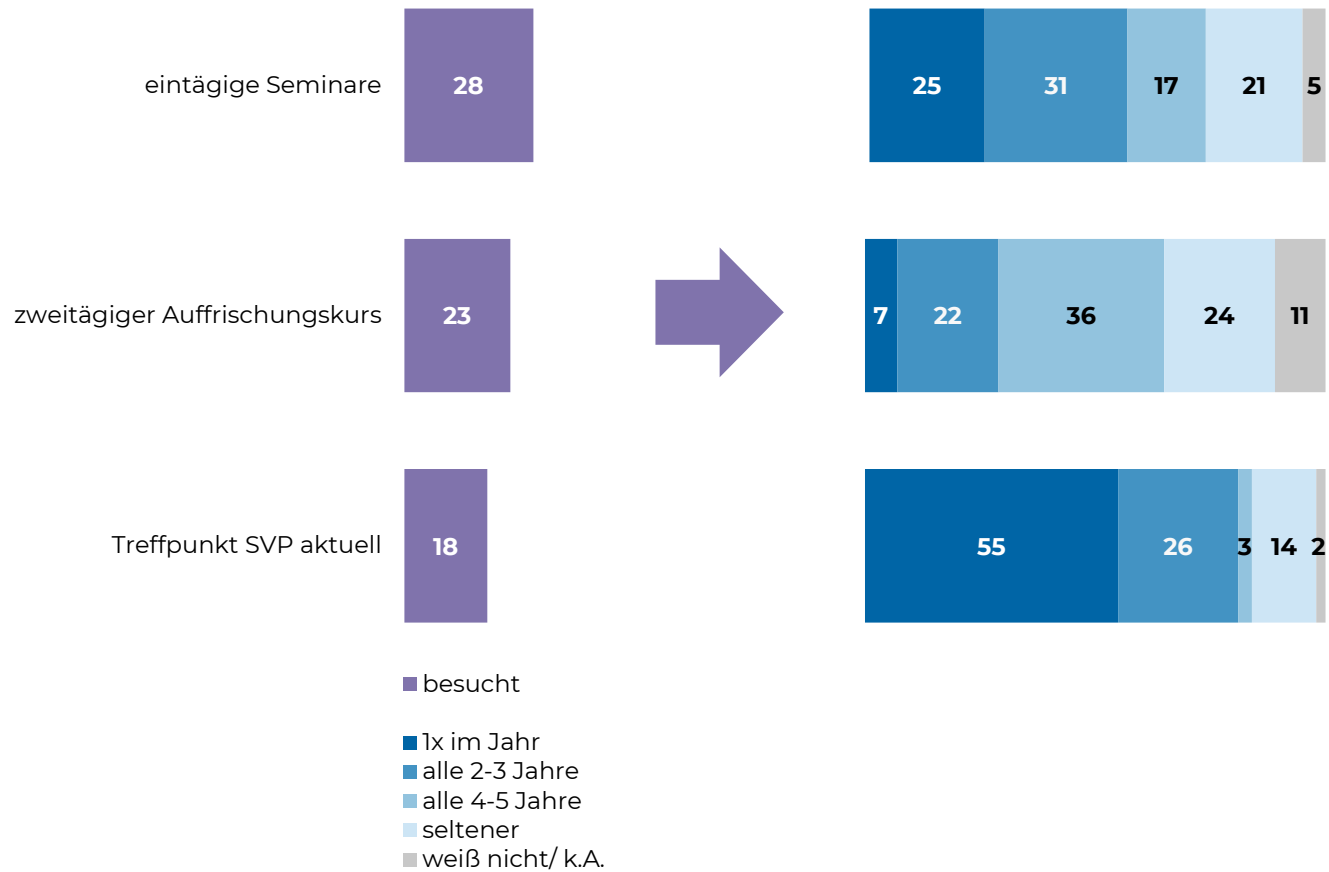 eintägige Seminare 28 25 31 17 21 5
zweitägiger Auffrischungskurs 23 7 22 36 24 11
Treffpunkt SVP aktuell 18 55 26 3 14 2
besucht
1x im Jahr
alle 2-3 Jahre
alle 4-5 Jahre
seltener
weiß nicht/ k.A.